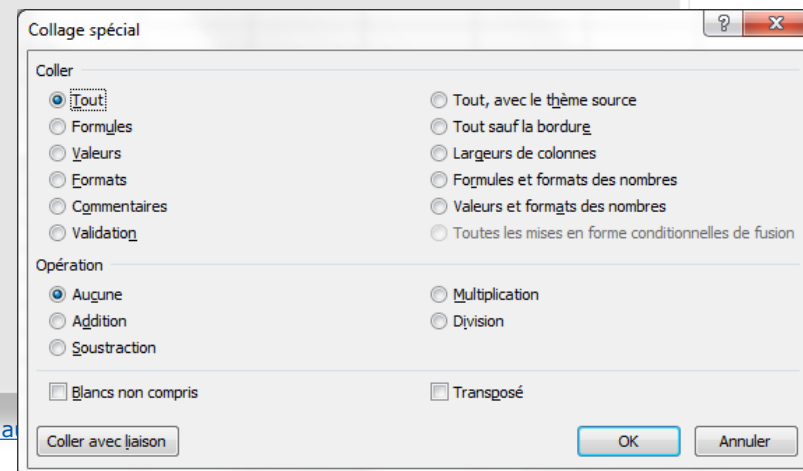 Collage spécial
Coller
Tout
Tout, avec le thème source
Formules
Tout sauf la bordure
Valeurs
Largeurs de colonnes
Formats
Formules et formats des nombres
Commentaires
Valeurs et formats des nombres
Validation
Toutes les mises en forme conditionnelles de fusion
Opération
Aucune
Multiplication
Addition
Division
Soustraction
Blancs non compris
Transposé
Coller avec liaison
OK
Annuler